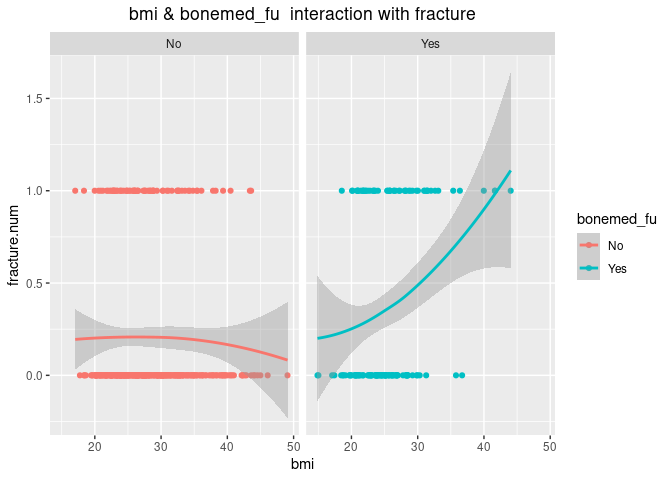 bmi & bonemed_fu  interaction with fracture
No
Yes
fracture.num
1.5
1.0
0.5
0.0
20
30
40
50
20
30
40
50
bmi
bonemed_fu
No
Yes